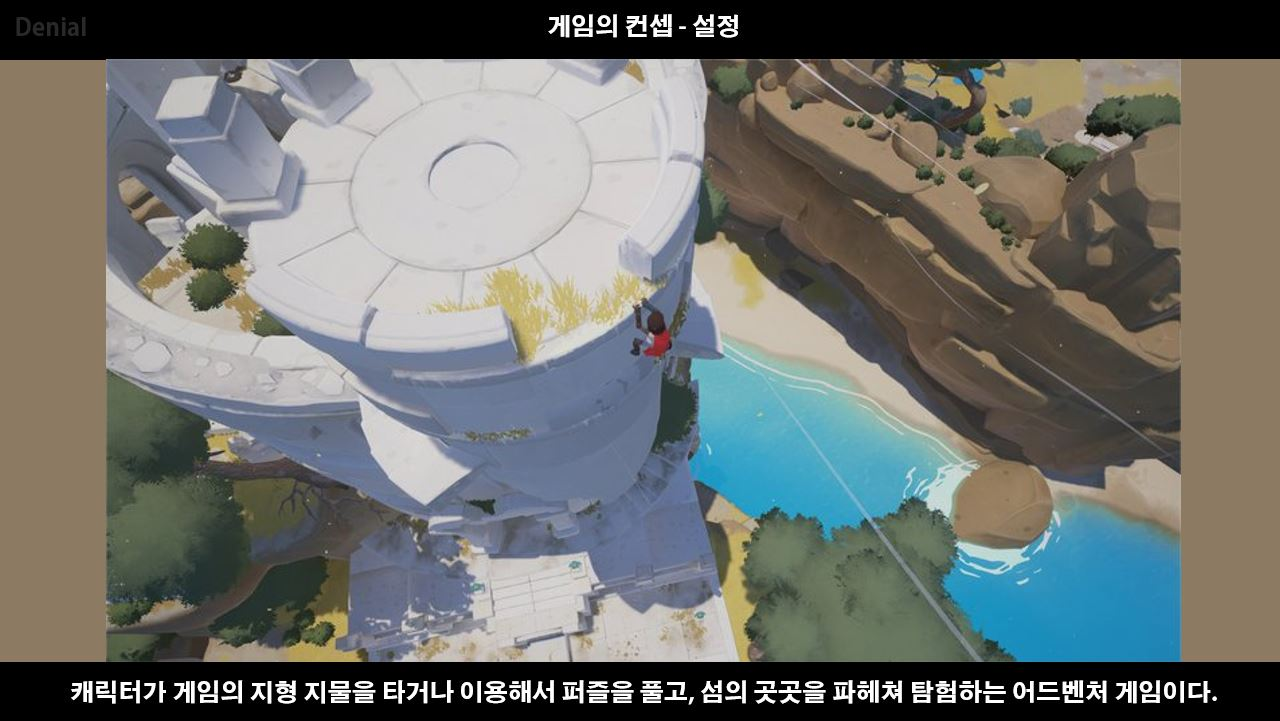 Denial
게임의 컨셉 - 설정
캐릭터가 게임의 지형 지물을 타거나 이용해서 퍼즐을 풀고, 섬의 곳곳을 파헤쳐 탐험하는 어드벤처 게임이다.